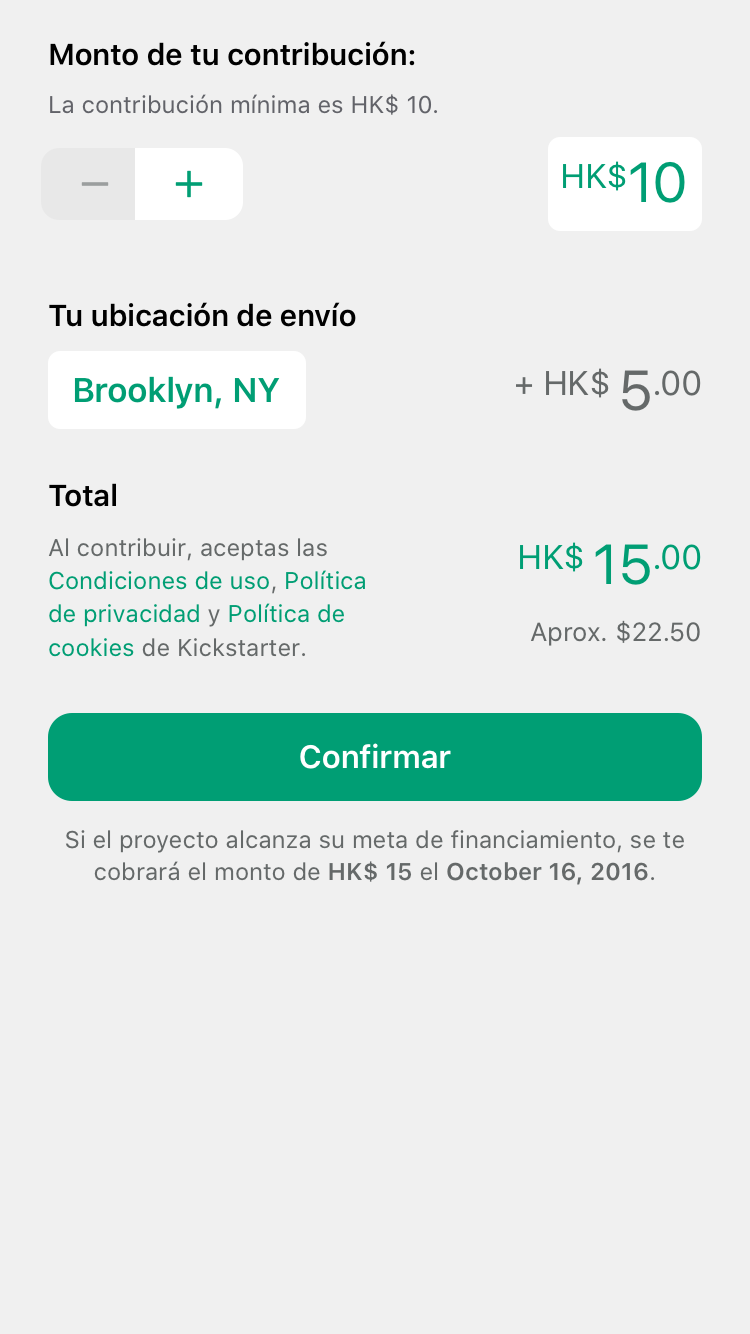 Monto de tu contribución:
La contribución mínima es HK$ 10.
− +
HK$10
Tu ubicación de envío
Brooklyn, NY
+ HK$ 5.00
Total
Al contribuir, aceptas las
Condiciones de uso, Política
de privacidad y Política de
cookies de Kickstarter.
HK$ 15.00
Aprox. $22.50
Confirmar
Si el proyecto alcanza su meta de financiamiento, se te
cobrará el monto de HK$ 15 el October 16, 2016.